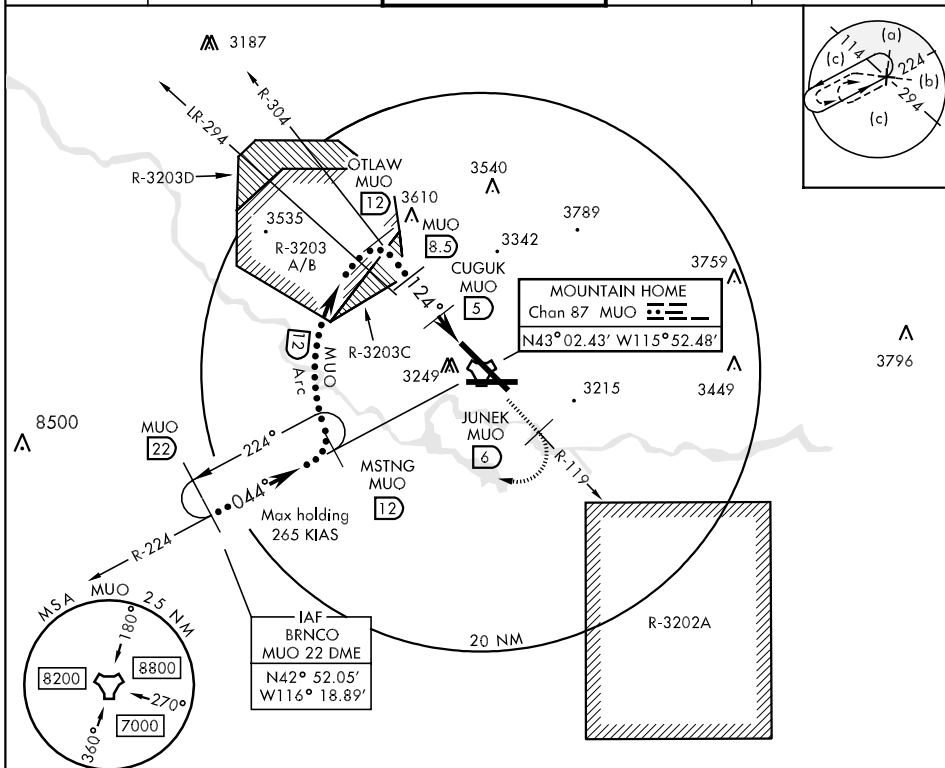 3187
(a)
(c)
114
224
(b)
294
(c)
R-304
LR-294
OTLAW
MUO
12
R-3203D
3540
3610
3535
MUO
8.5
3789
3342
R-3203
A/B
CUGUK
MUO
5
3759
124°
MOUNTAIN HOME
Chan 87 MUO
N43° 02.43' W115° 52.48'
12
MUO
Arc
R-3203C
3249
3796
3449
3215
8500
MUO
22
224°
JUNEK
MUO
6
R-119
MSTNG
MUO
12
044°
Max holding
265 KIAS
R-224
MSA MUO 25 NM
180°
8200
8800
270°
7000
360°
IAF
BRNCO
MUO 22 DME
N42° 52.05'
W116° 18.89'
20 NM
R-3202A